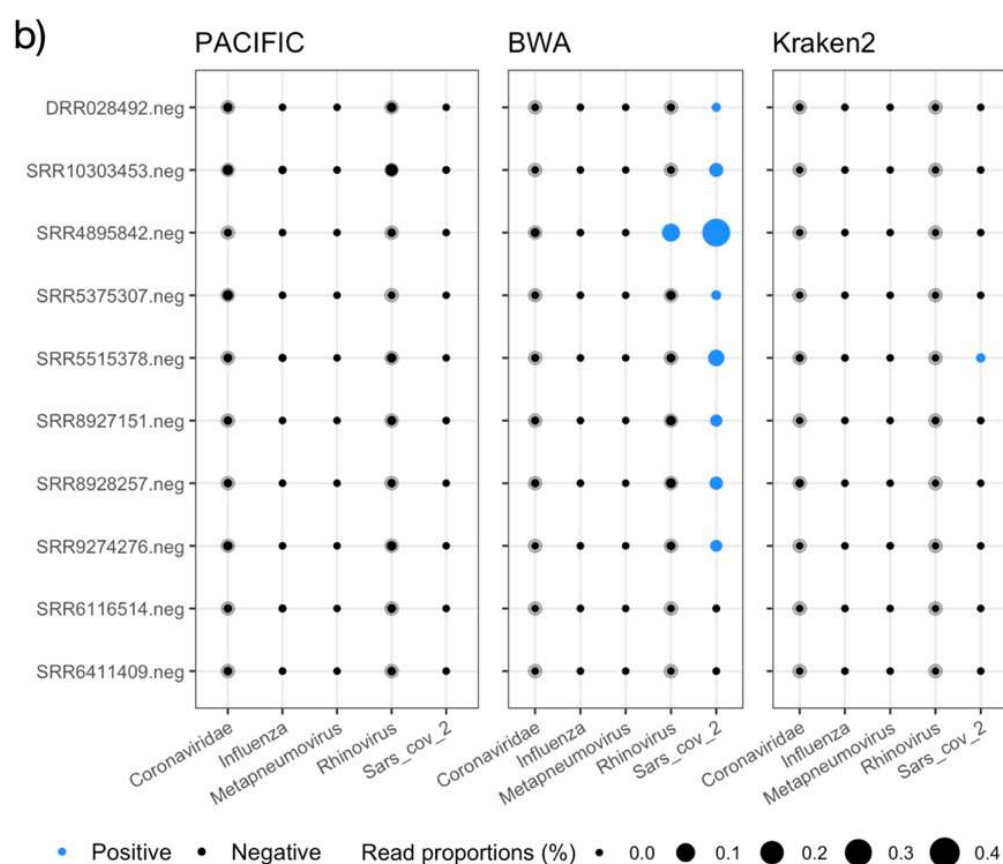 b)
PACIFIC BWA Kraken2
DRR028492.neg
SRR10303453.neg
SRR4895842.neg
SRR5375307.neg
SRR5515378.neg
SRR8927151.neg
SRR8928257.neg
SRR9274276.neg
SRR6116514.neg
SRR6411409.neg
Coronaviridae Influenza Metapneumovirus Rhinovirus Sars_cov_2 Coronaviridae Influenza Metapneumovirus Rhinovirus Sars_cov_2 Coronaviridae Influenza Metapneumovirus Rhinovirus Sars_cov_2
Positive Negative Read proportions (%) 0.0 0.1 0.2 0.3 0.4